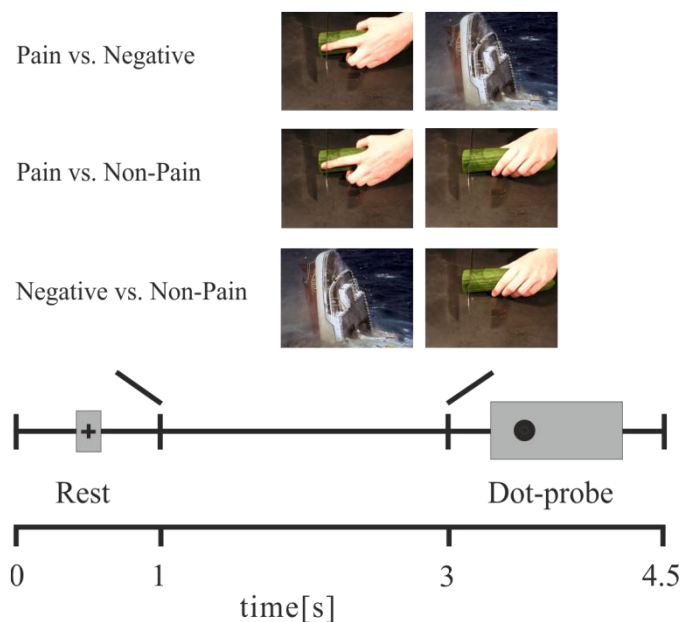 Pain vs. Negative
Pain vs. Non-Pain
Negative vs. Non-Pain
Rest
Dot-probe
0 1 3 4.5
time[s]